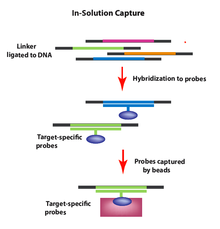 In-Solution Capture
Linker
ligated to DNA
Hybridization to probes
Target-specific
probes
Probes captured
by beads
Target-specific
probes